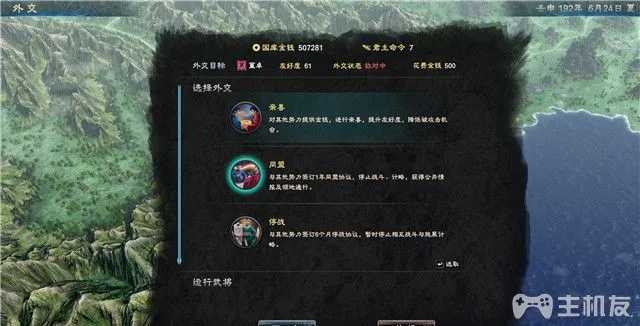 外交
壬申 192年 6月24日 夏
国库金钱 507281 君主命令 7
外交目标 董卓 友好度 61 外交状态 敌对中 花费金钱 500
选择外交
亲善
对其他势力提供金钱，进行亲善，提升友好度，降低被攻击机
会。
同盟
与其他势力签订1年同盟协议，停止战斗、计略，获得公开情
报及领地通行。
停战
与其他势力签订6个月停战协议，暂时停止相互战斗与施展计
略。
选取
执行武将
主机友